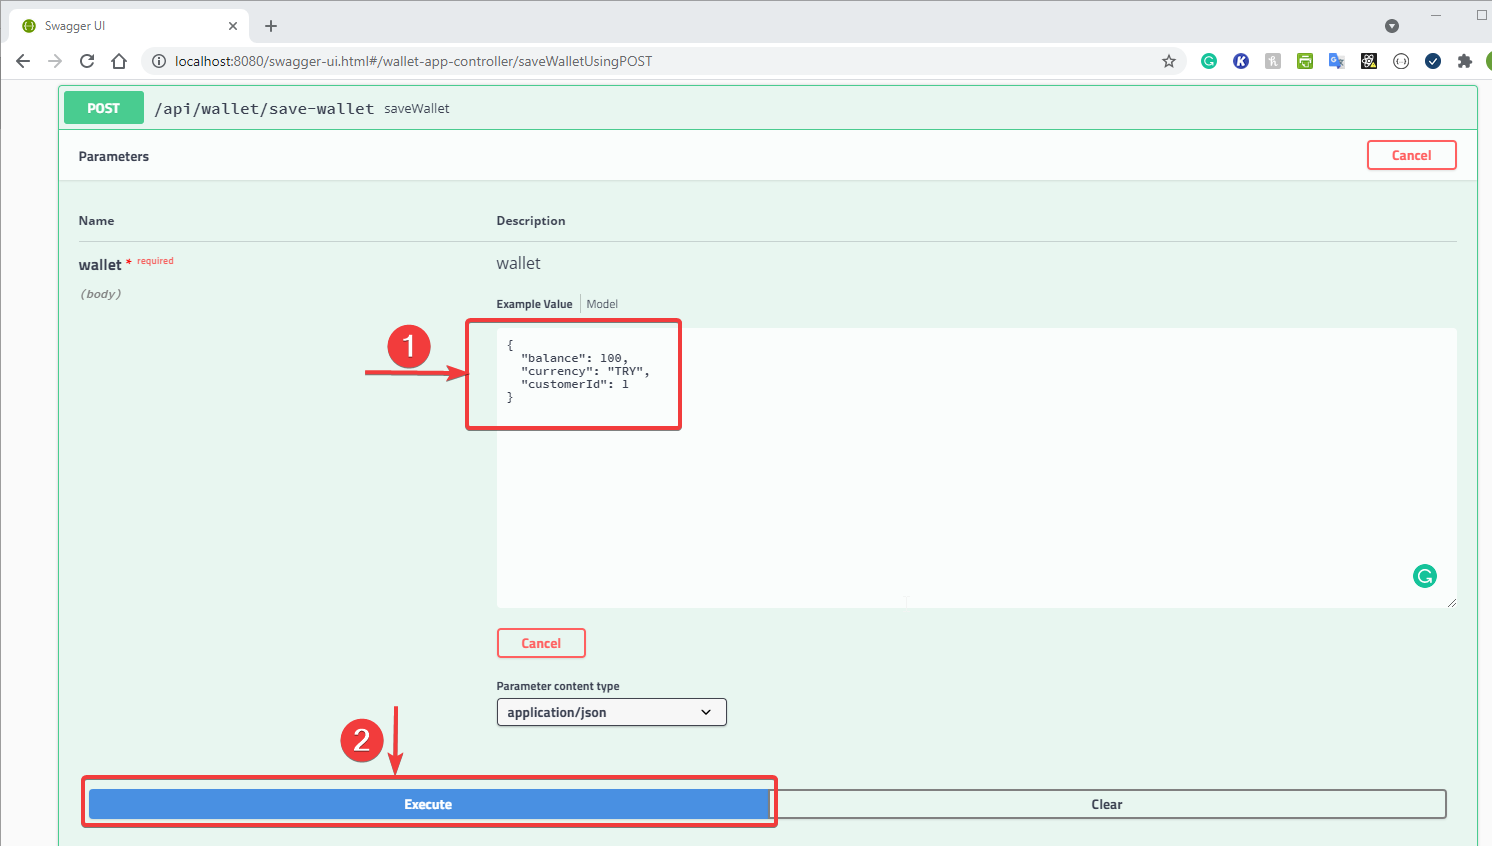 Swagger UI
localhost:8080/swagger-ui.html#/wallet-app-controller/saveWalletUsingPOST
POST /api/wallet/save-wallet saveWallet
Parameters Cancel
Name Description
wallet * required wallet
(body)
Example Value Model
1
{
"balance": 100,
"currency": "TRY",
"customerId": 1
}
Cancel
Parameter content type
application/json
2
Execute Clear